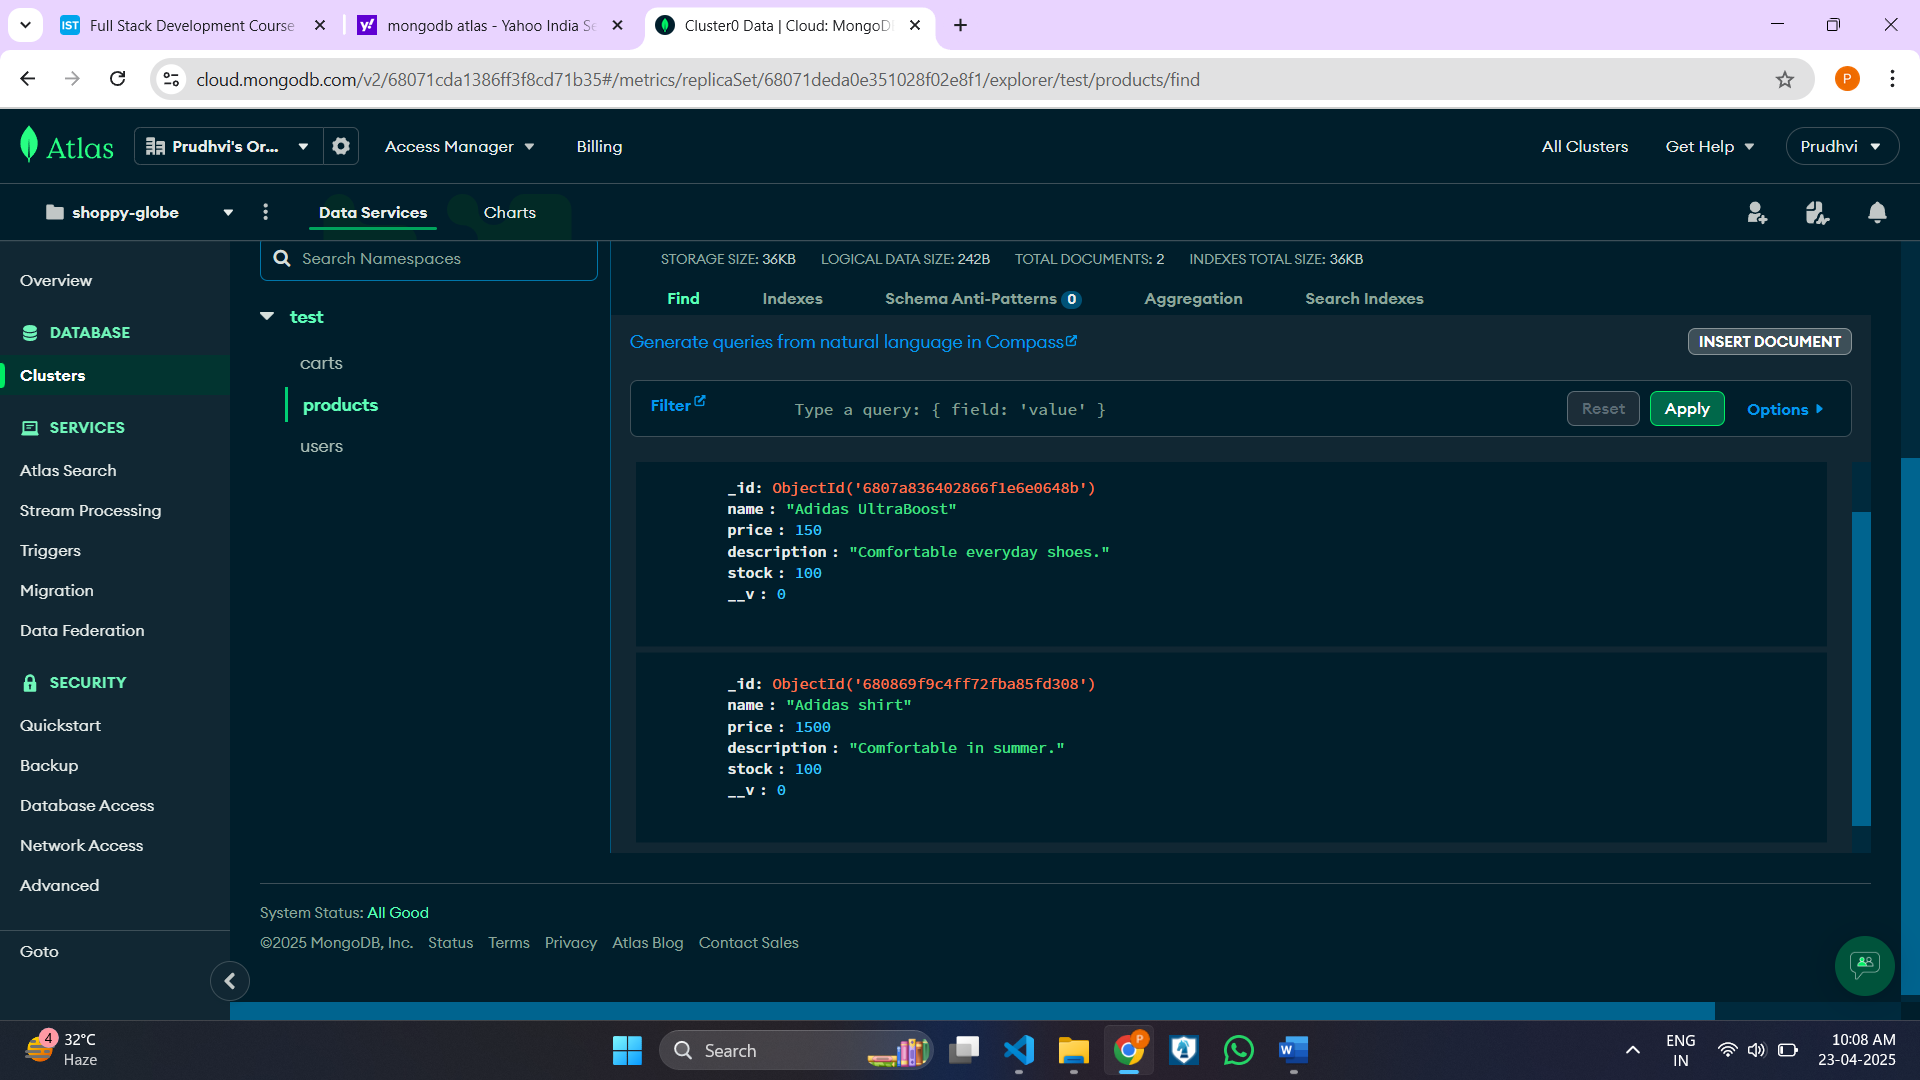 Full Stack Development Course
mongodb atlas - Yahoo India Se
Cluster0 Data | Cloud: MongoD
cloud.mongodb.com/v2/68071cda1386ff3f8cd71b35#/metrics/replicaSet/68071deda0e351028f02e8f1/explorer/test/products/find
P
Atlas
Prudhvi's Or...
Access Manager
Billing
All Clusters
Get Help
Prudhvi
shoppy-globe
Data Services
Charts
Overview
DATABASE
Clusters
SERVICES
Atlas Search
Stream Processing
Triggers
Migration
Data Federation
SECURITY
Quickstart
Backup
Database Access
Network Access
Advanced
Goto
Search Namespaces
test
carts
products
users
STORAGE SIZE: 36KB LOGICAL DATA SIZE: 242B TOTAL DOCUMENTS: 2 INDEXES TOTAL SIZE: 36KB
Find Indexes Schema Anti-Patterns 0 Aggregation Search Indexes
Generate queries from natural language in Compass
INSERT DOCUMENT
Filter
Type a query: { field: 'value' }
Reset
Apply
Options
_id: ObjectId('6807a836402866f1e6e0648b')
name : "Adidas UltraBoost"
price : 150
description : "Comfortable everyday shoes."
stock : 100
__v : 0
_id: ObjectId('680869f9c4ff72fba85fd308')
name : "Adidas shirt"
price : 1500
description : "Comfortable in summer."
stock : 100
__v : 0
System Status: All Good
©2025 MongoDB, Inc. Status Terms Privacy Atlas Blog Contact Sales
4
32°C
Haze
Search
P
ENG
IN
10:08 AM
23-04-2025